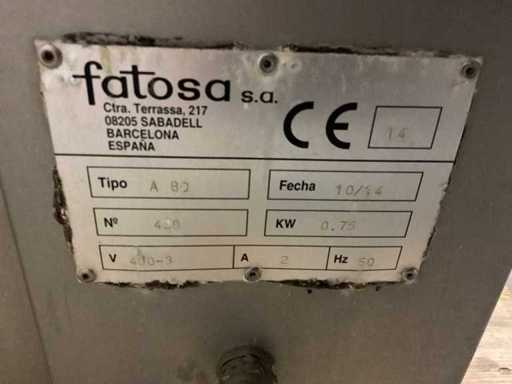 fatosa s.a.
Ctra. Terrassa, 217
08205 SABADELL
BARCELONA
ESPAÑA
CE 14
Tipo A 80 Fecha 10/14
Nº KW 0.75
V 400-3 A 2 Hz 50